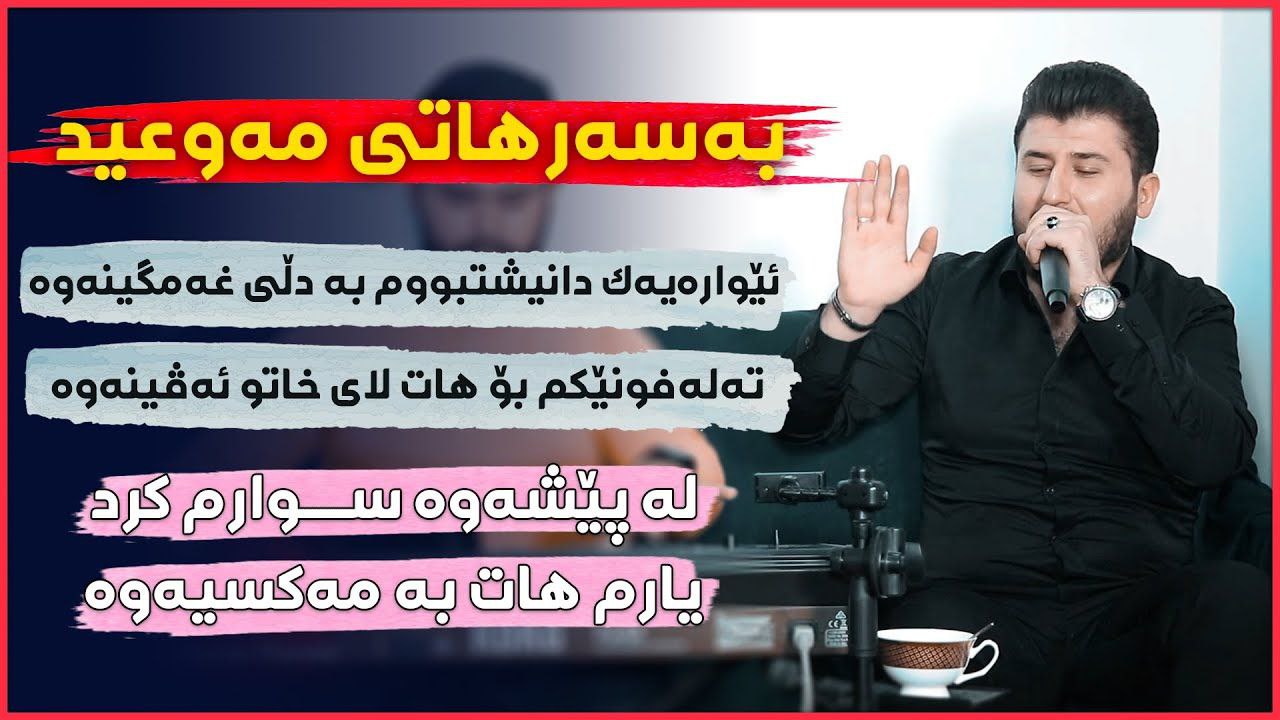 بەسەرهاتی مەوعید
ئێوارەیەك دانیشتبووم بە دڵی غەمگینەوە
تەلەفونێکم بۆ هات لای خاتو ئەڤینەوە
لە پێشەوە ســوارم کرد
یارم هات بە مەکسیەوە